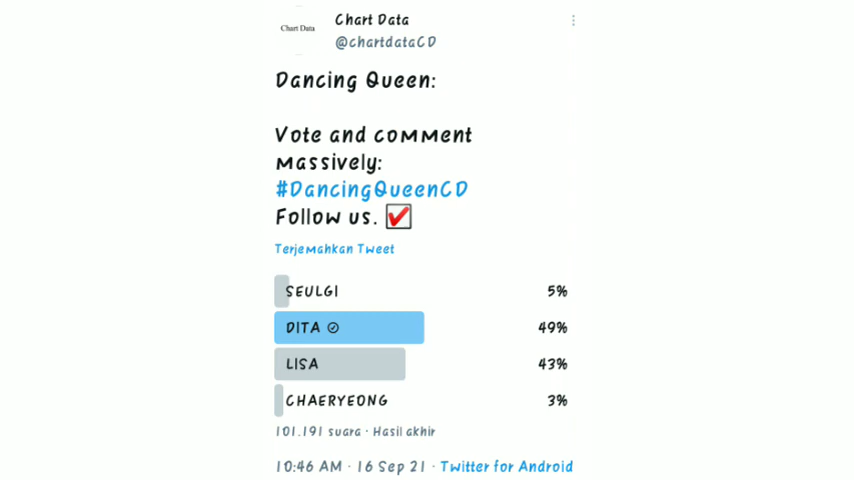 Chart Data
Chart Data
@chartdataCD
Dancing Queen:
Vote and comment
massively:
#DancingQueenCD
Follow us. ✔
Terjemahkan Tweet
SEULGI 5%
DITA 49%
LISA 43%
CHAERYEONG 3%
101.191 suara · Hasil akhir
10:46 AM · 16 Sep 21 · Twitter for Android